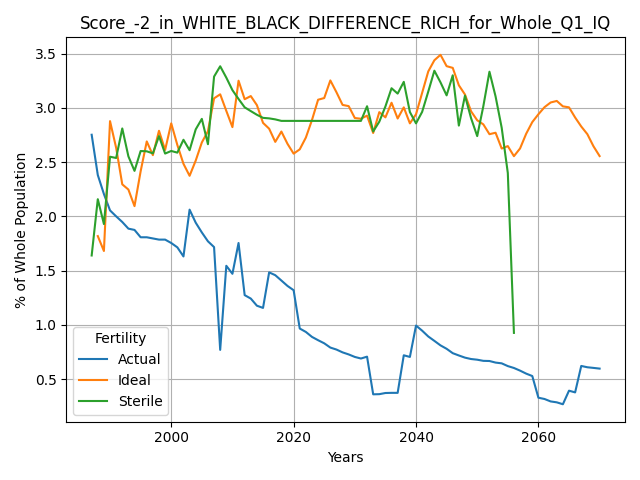 Score_-2_in_WHITE_BLACK_DIFFERENCE_RICH_for_Whole_Q1_IQ
% of Whole Population
3.5
3.0
2.5
2.0
1.5
1.0
0.5
Fertility
Actual
Ideal
Sterile
2000
2020
2040
2060
Years